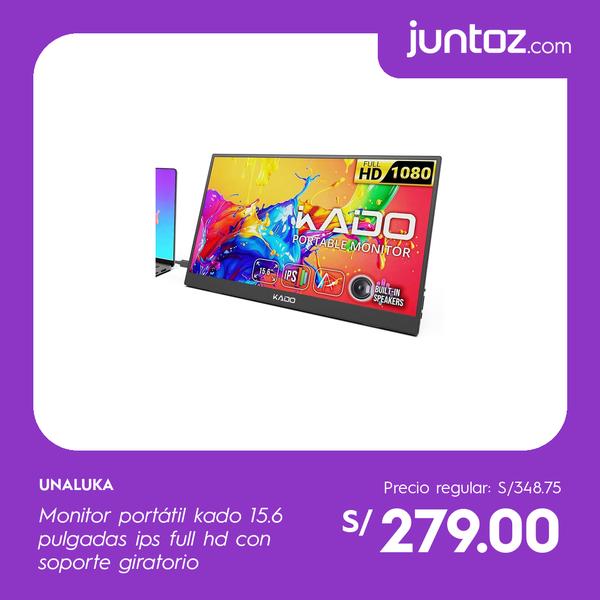 juntoz.com
FULL
HD 1080
KADO
PORTABLE MONITOR
15.6"
IPS
BUILT-IN
SPEAKERS
KADO
UNALUKA
Monitor portátil kado 15.6
pulgadas ips full hd con
soporte giratorio
Precio regular: S/348.75
S/ 279.00